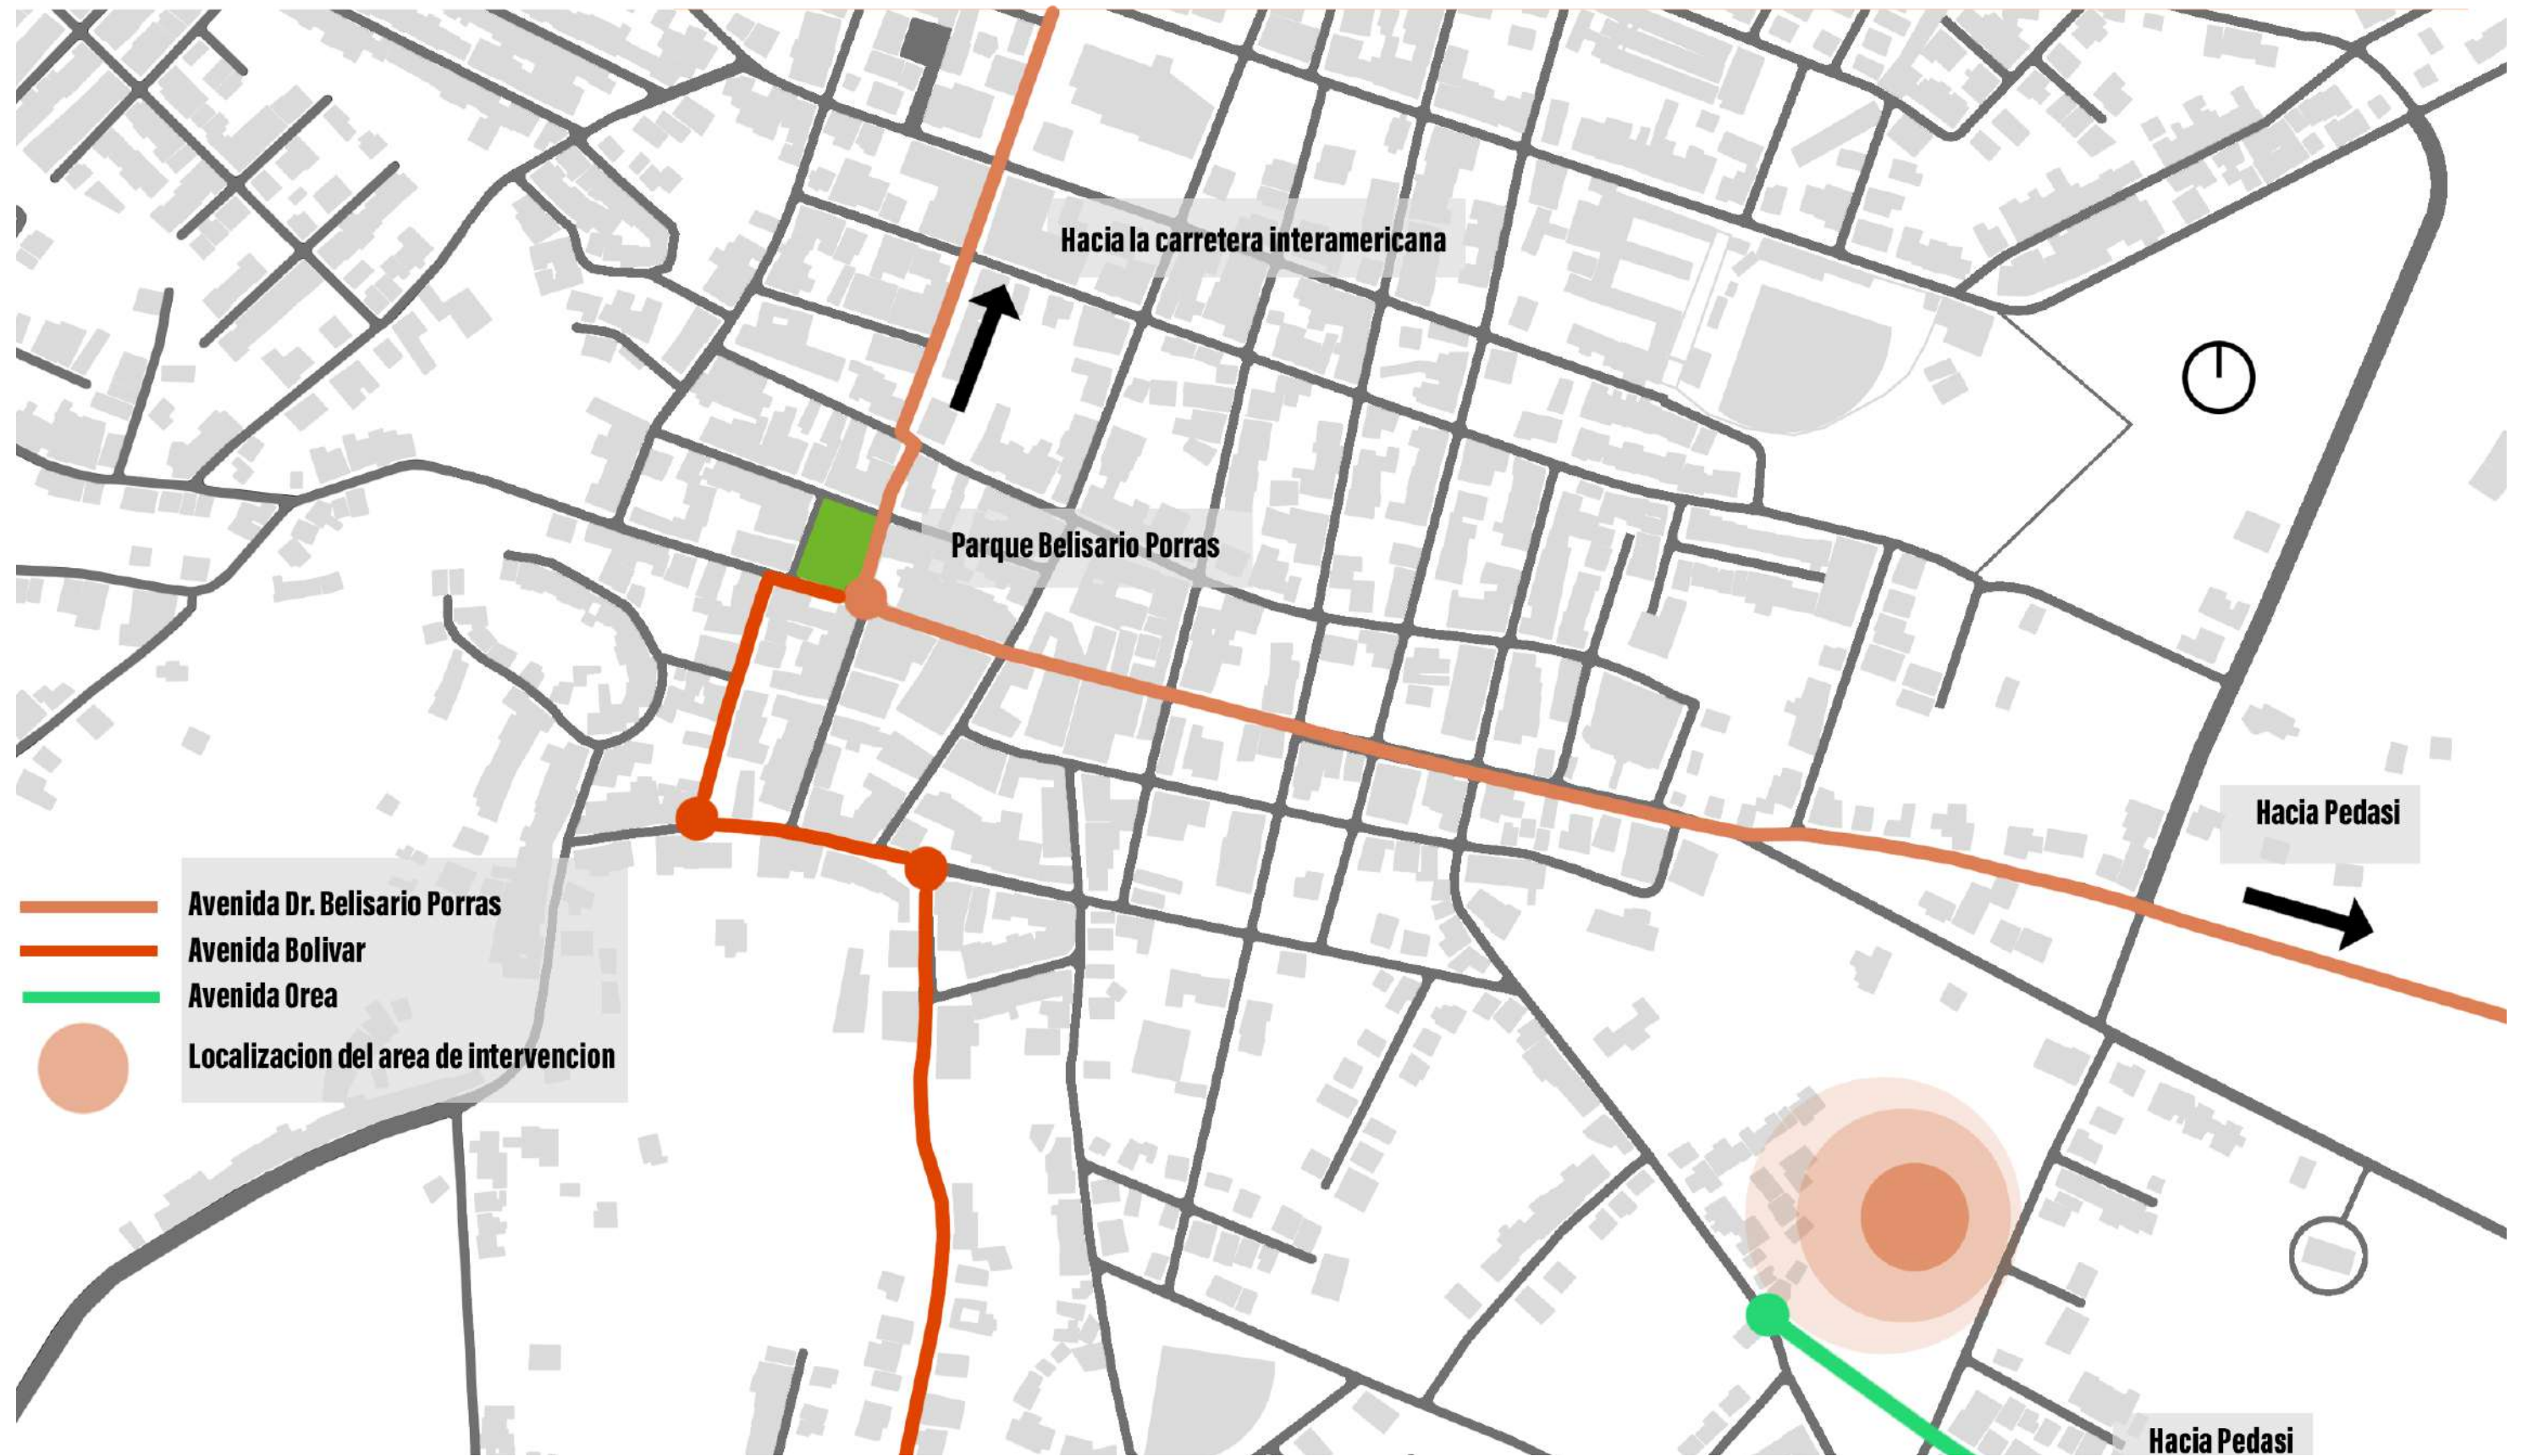 Hacia la carretera interamericana
Parque Belisario Porras
Hacia Pedasi
Avenida Dr. Belisario Porras
Avenida Bolivar
Avenida Orea
Localizacion del area de intervencion
Hacia Pedasi